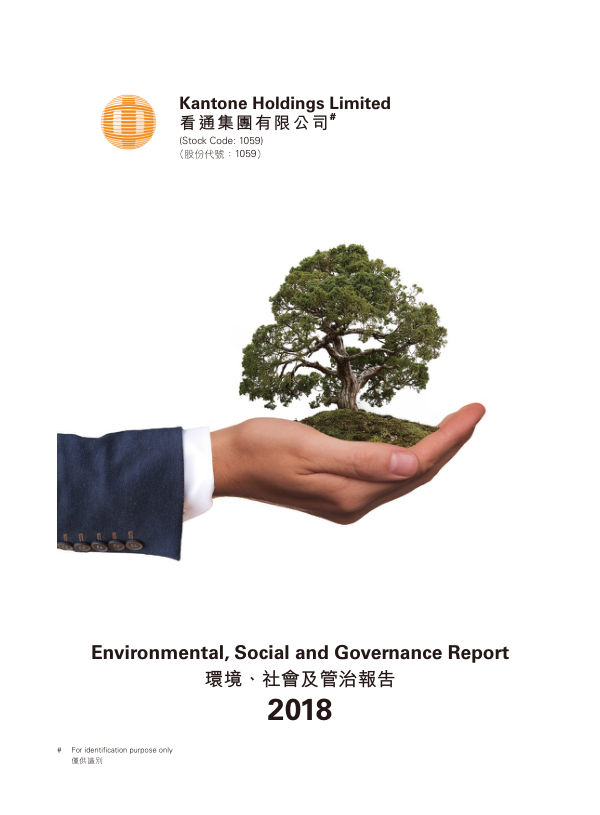 Kantone Holdings Limited
看通集團有限公司#
(Stock Code: 1059)
（股份代號：1059）
Environmental, Social and Governance Report
環境、社會及管治報告
2018
# For identification purpose only
僅供識別